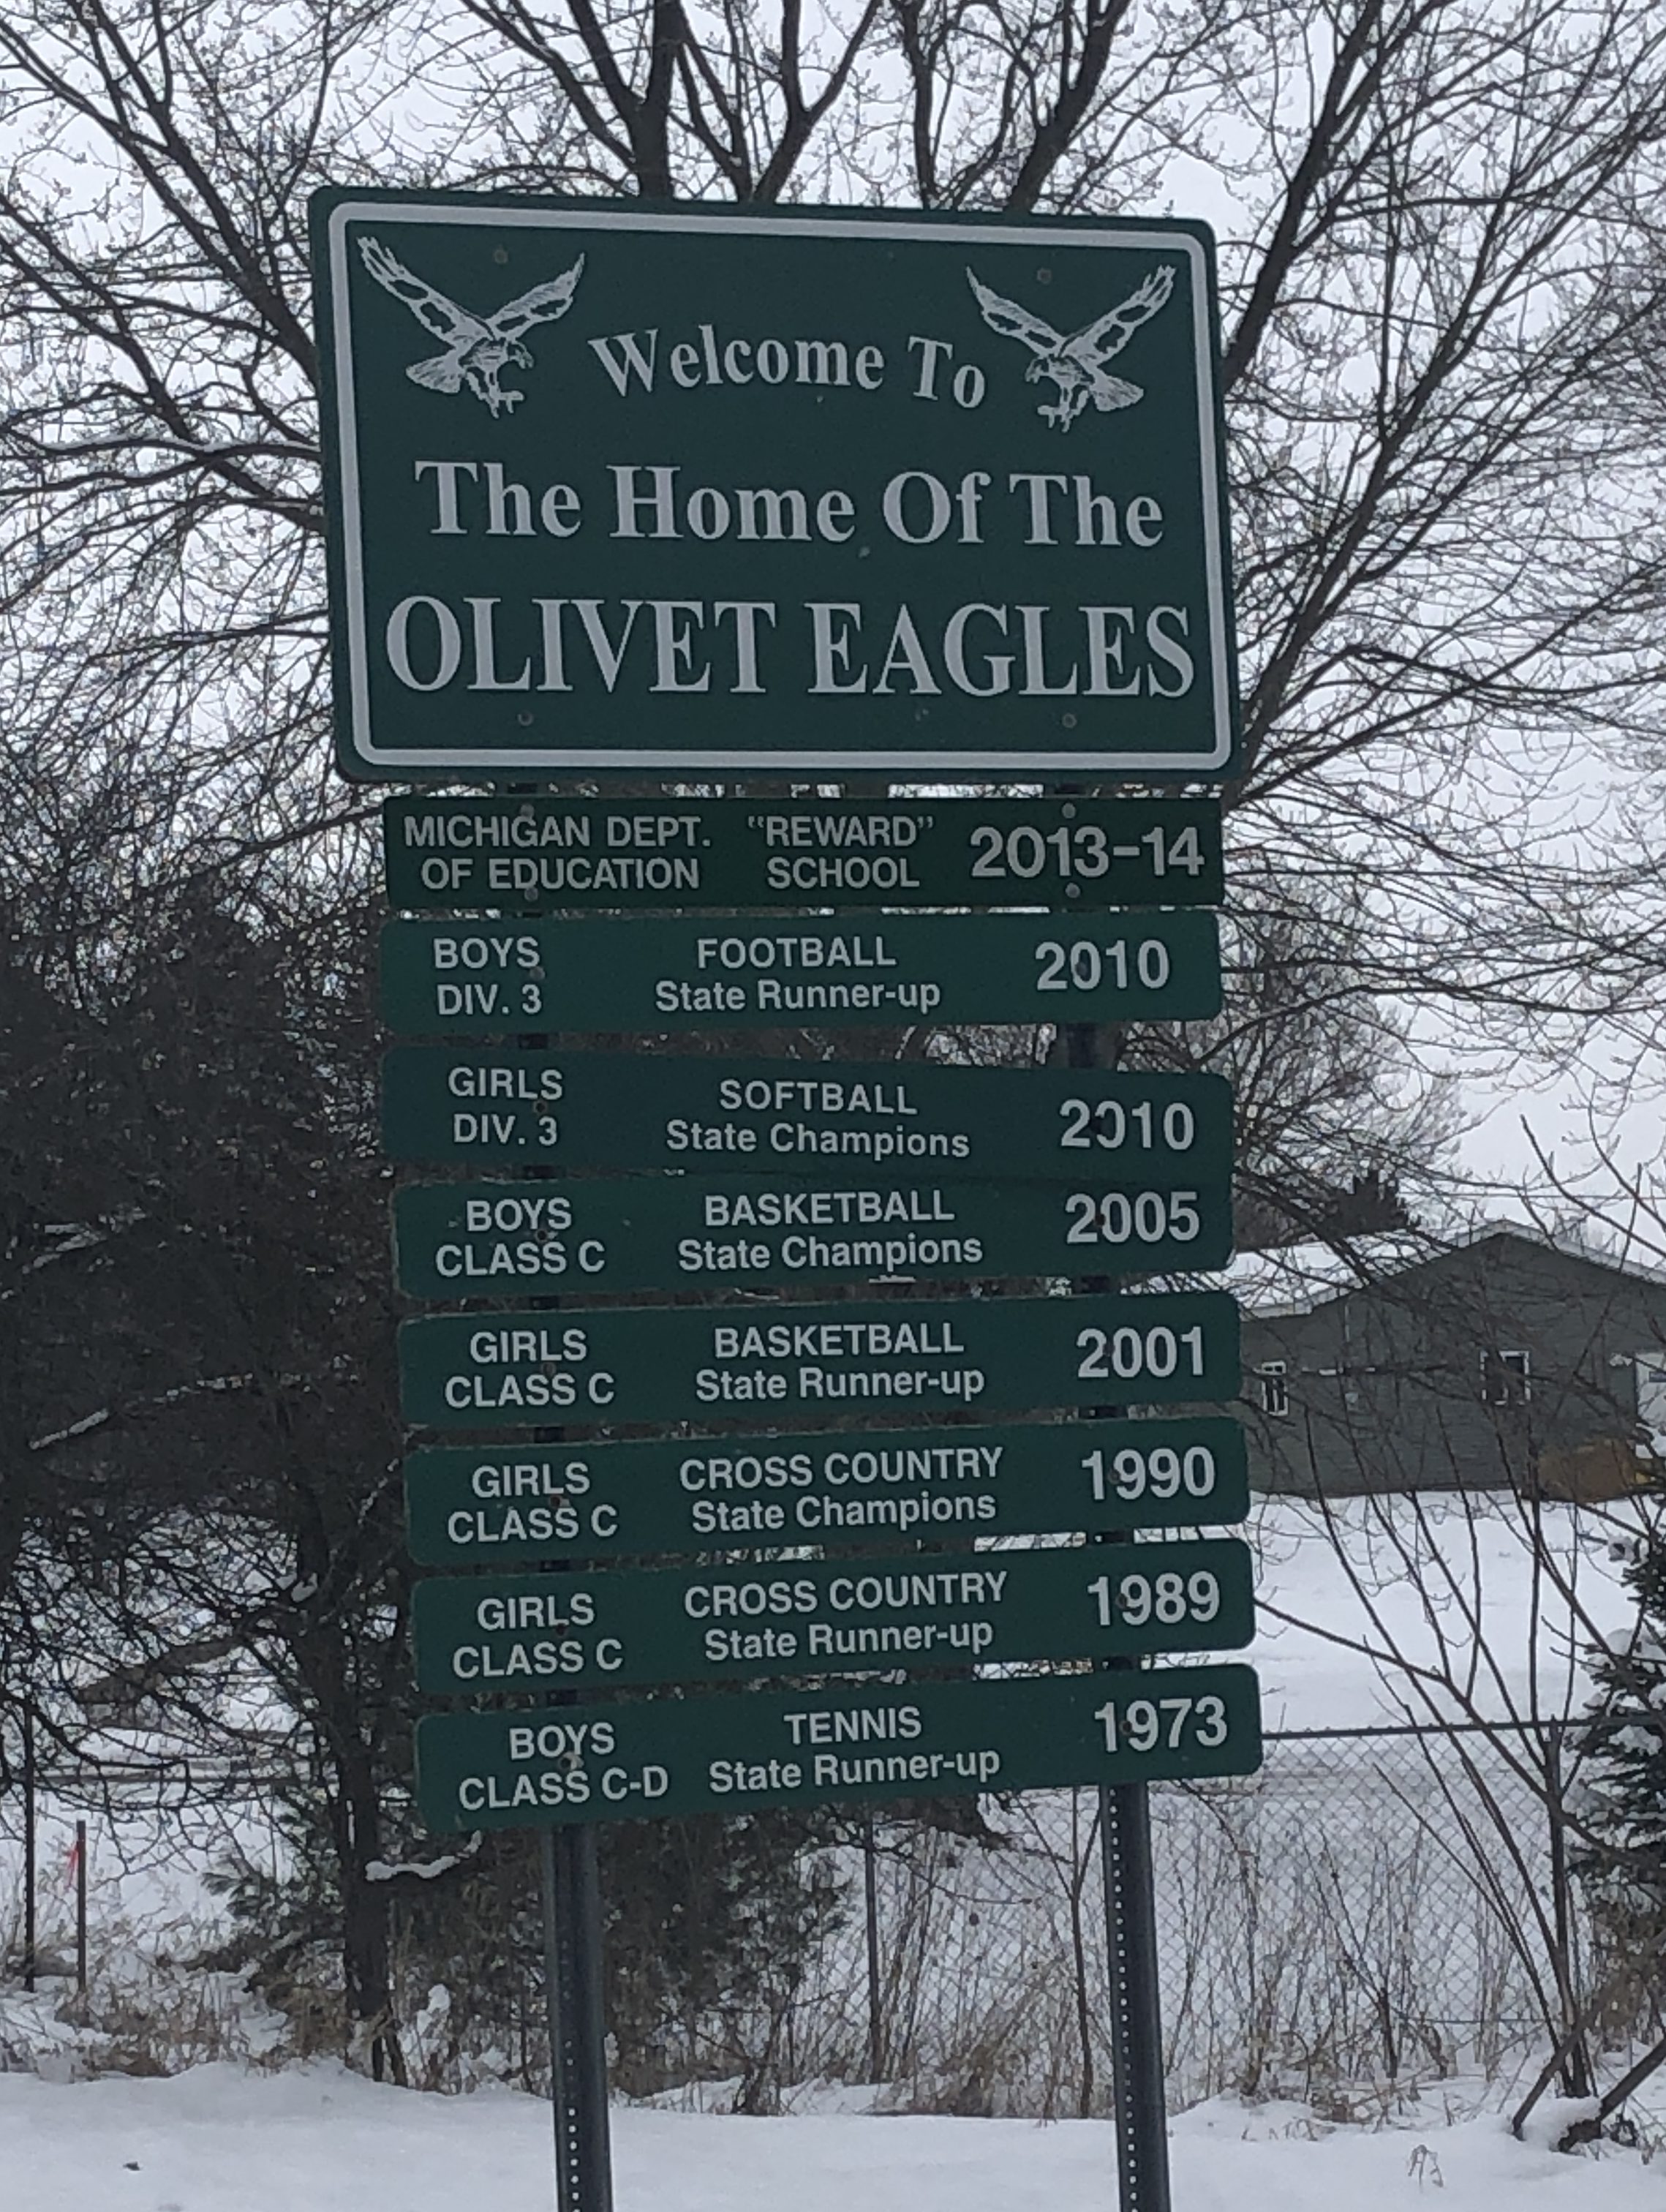 Welcome To
The Home Of The
OLIVET EAGLES
MICHIGAN DEPT. "REWARD" 2013-14
OF EDUCATION SCHOOL
BOYS FOOTBALL 2010
DIV. 3 State Runner-up
GIRLS SOFTBALL 2010
DIV. 3 State Champions
BOYS BASKETBALL 2005
CLASS C State Champions
GIRLS BASKETBALL 2001
CLASS C State Runner-up
GIRLS CROSS COUNTRY 1990
CLASS C State Champions
GIRLS CROSS COUNTRY 1989
CLASS C State Runner-up
BOYS TENNIS 1973
CLASS C-D State Runner-up